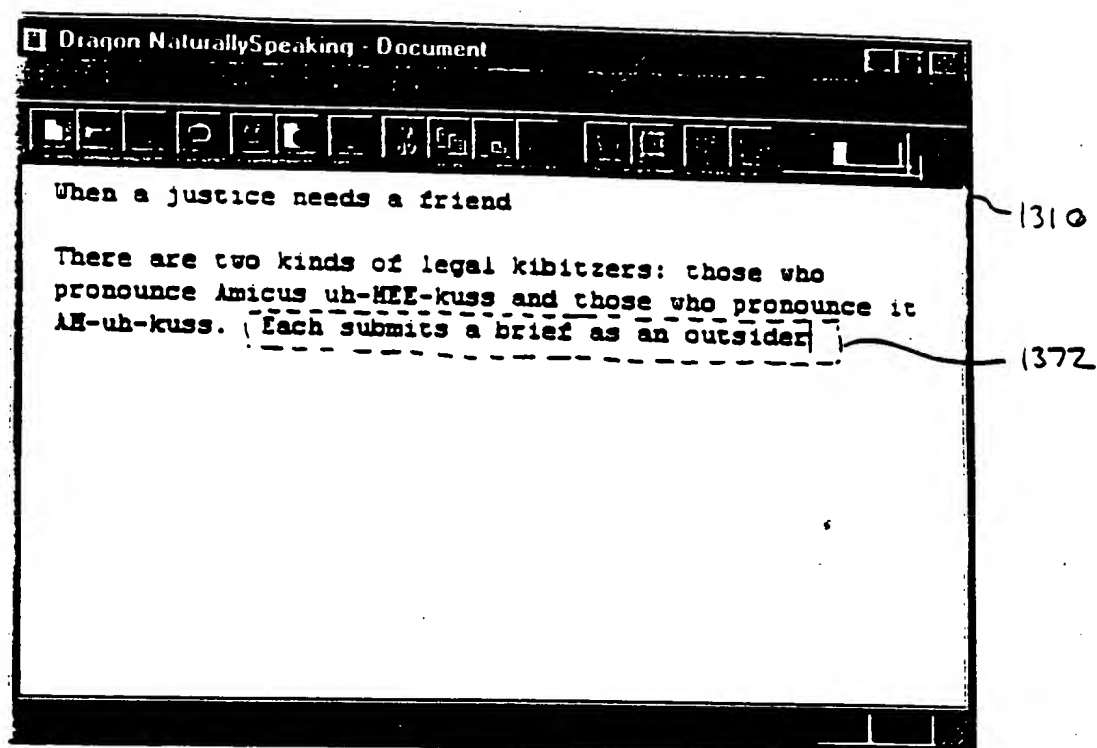 Dragon NaturallySpeaking - Document
When a justice needs a friend
1310
There are two kinds of legal kibitzers: those who
pronounce Amicus uh-MEE-kuss and those who pronounce it
AM-uh-kuss. Each submits a brief as an outsider
1372